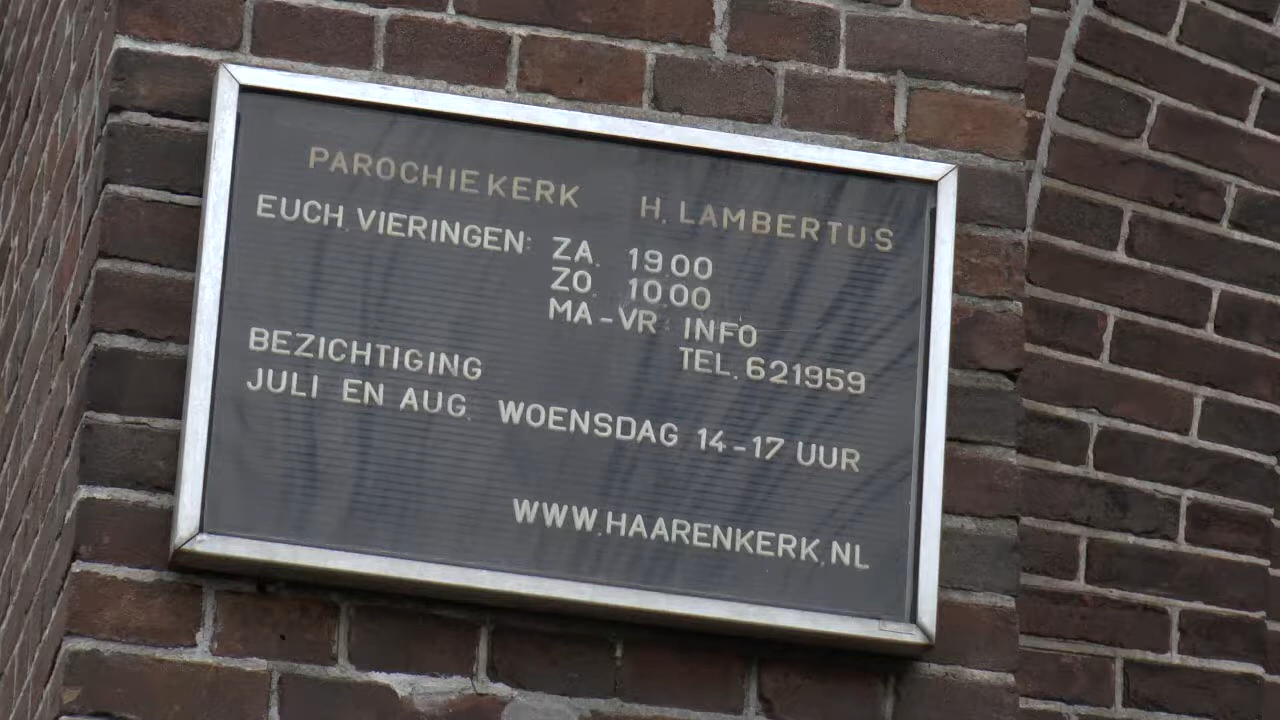 PAROCHIEKERK H. LAMBERTUS
EUCH. VIERINGEN: ZA. 19.00
ZO. 10.00
MA-VR: INFO
TEL. 621959
BEZICHTIGING
JULI EN AUG. WOENSDAG 14-17 UUR
WWW.HAARENKERK.NL